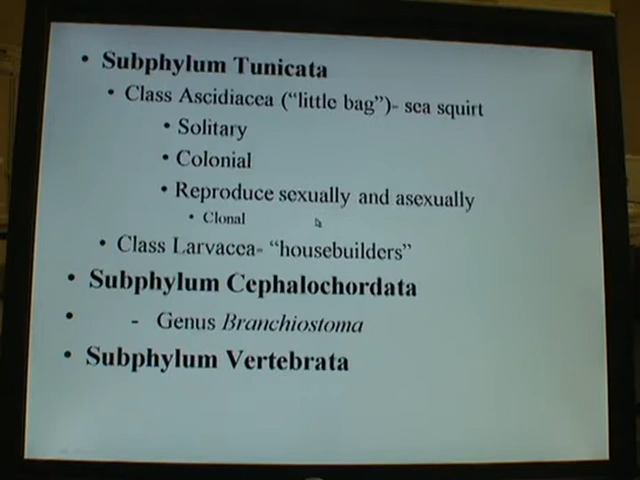 • Subphylum Tunicata
• Class Ascidiacea (“little bag”)- sea squirt
• Solitary
• Colonial
• Reproduce sexually and asexually
• Clonal
• Class Larvacea- “housebuilders”
• Subphylum Cephalochordata
• - Genus Branchiostoma
• Subphylum Vertebrata